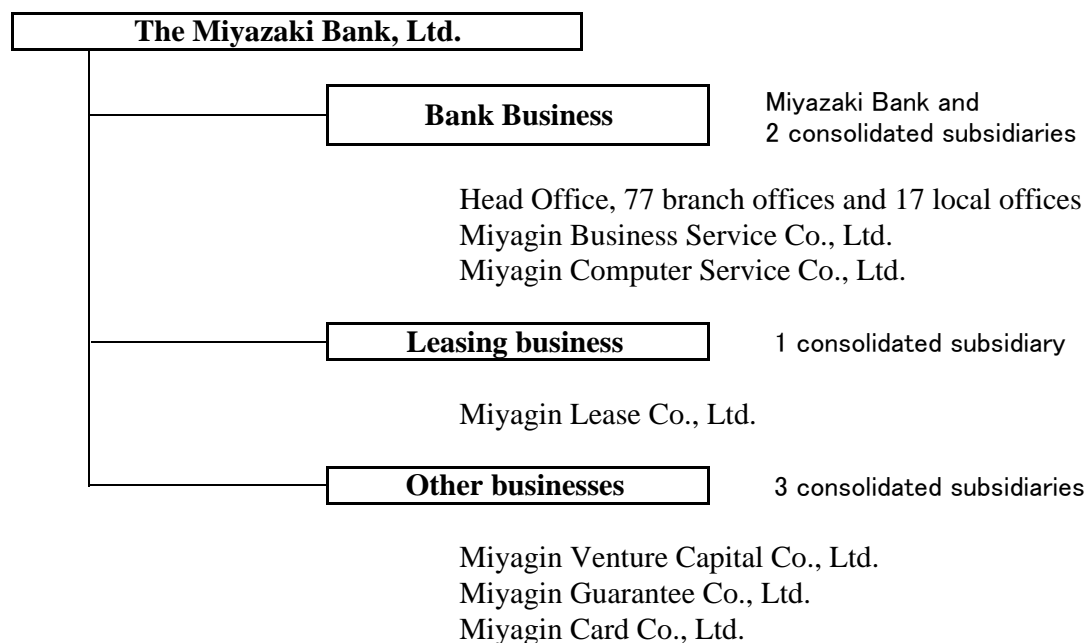 The Miyazaki Bank, Ltd.
Bank Business
Miyazaki Bank and
2 consolidated subsidiaries
Head Office, 77 branch offices and 17 local offices
Miyagin Business Service Co., Ltd.
Miyagin Computer Service Co., Ltd.
Leasing business
1 consolidated subsidiary
Miyagin Lease Co., Ltd.
Other businesses
3 consolidated subsidiaries
Miyagin Venture Capital Co., Ltd.
Miyagin Guarantee Co., Ltd.
Miyagin Card Co., Ltd.